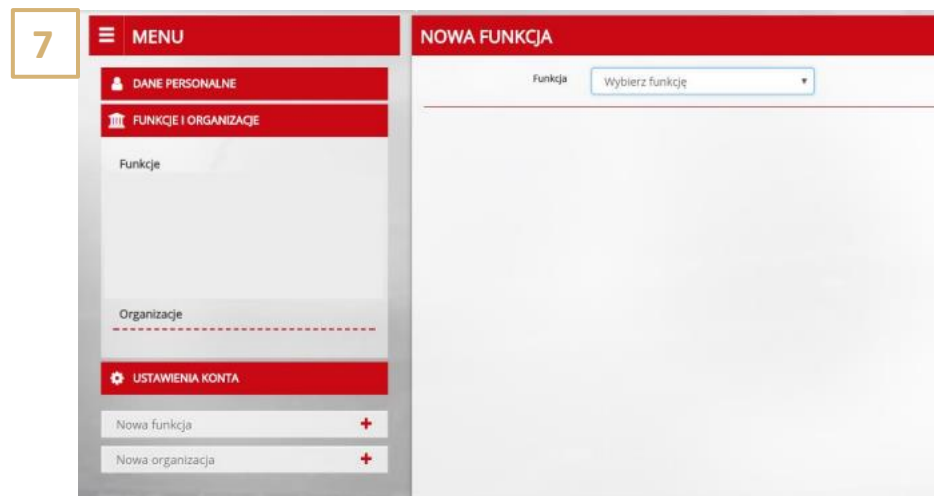 7
MENU
DANE PERSONALNE
FUNKCJE I ORGANIZACJE
Funkcje
Organizacje
USTAWIENIA KONTA
Nowa funkcja
Nowa organizacja
NOWA FUNKCJA
Funkcja
Wybierz funkcję